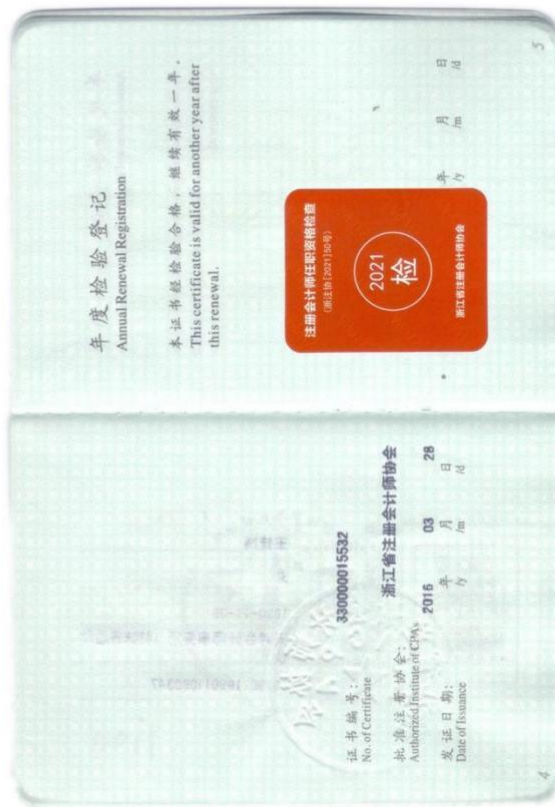 证书编号:
No. of Certificate
330000015532
批准注册协会:
Authorized Institute of CPAs
浙江省注册会计师协会
发证日期:
Date of Issuance
2016 年 03 月 28 日
/y /m /d
4
年度检验登记
Annual Renewal Registration
本证书经检验合格,继续有效一年。
This certificate is valid for another year after
this renewal.
注册会计师任职资格检查
(浙注协[2021]50号)
2021
检
浙江省注册会计师协会
年 月 日
/y /m /d
5